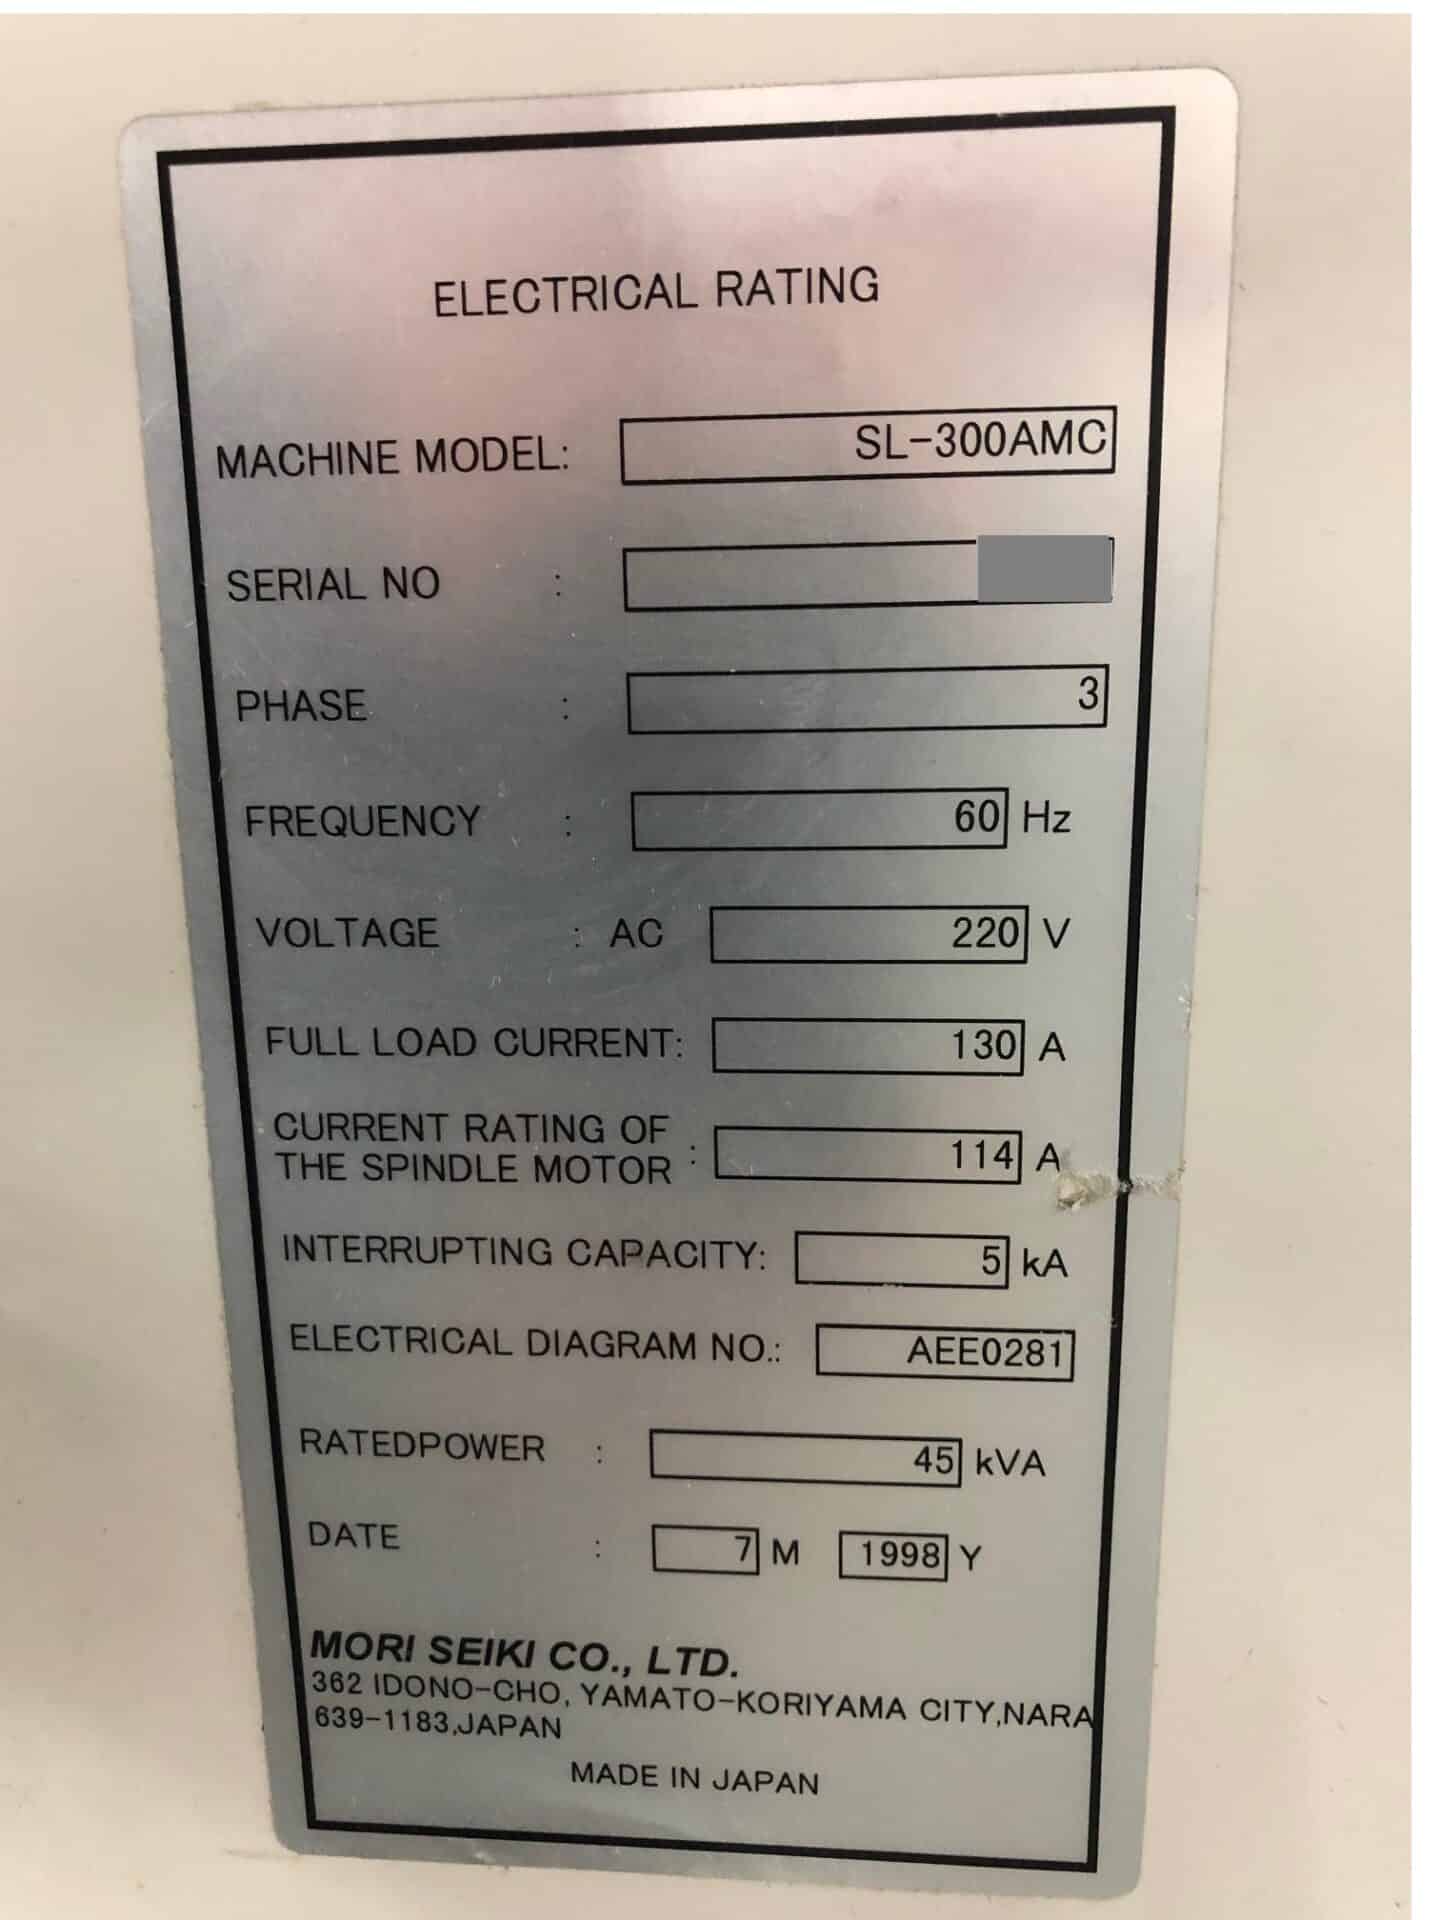 ELECTRICAL RATING
MACHINE MODEL: SL-300AMC
SERIAL NO :
PHASE : 3
FREQUENCY : 60 Hz
VOLTAGE : AC 220 V
FULL LOAD CURRENT: 130 A
CURRENT RATING OF
THE SPINDLE MOTOR : 114 A
INTERRUPTING CAPACITY: 5 kA
ELECTRICAL DIAGRAM NO.: AEE0281
RATEDPOWER : 45 kVA
DATE : 7 M 1998 Y
MORI SEIKI CO., LTD.
362 IDONO-CHO, YAMATO-KORIYAMA CITY,NARA
639-1183,JAPAN
MADE IN JAPAN